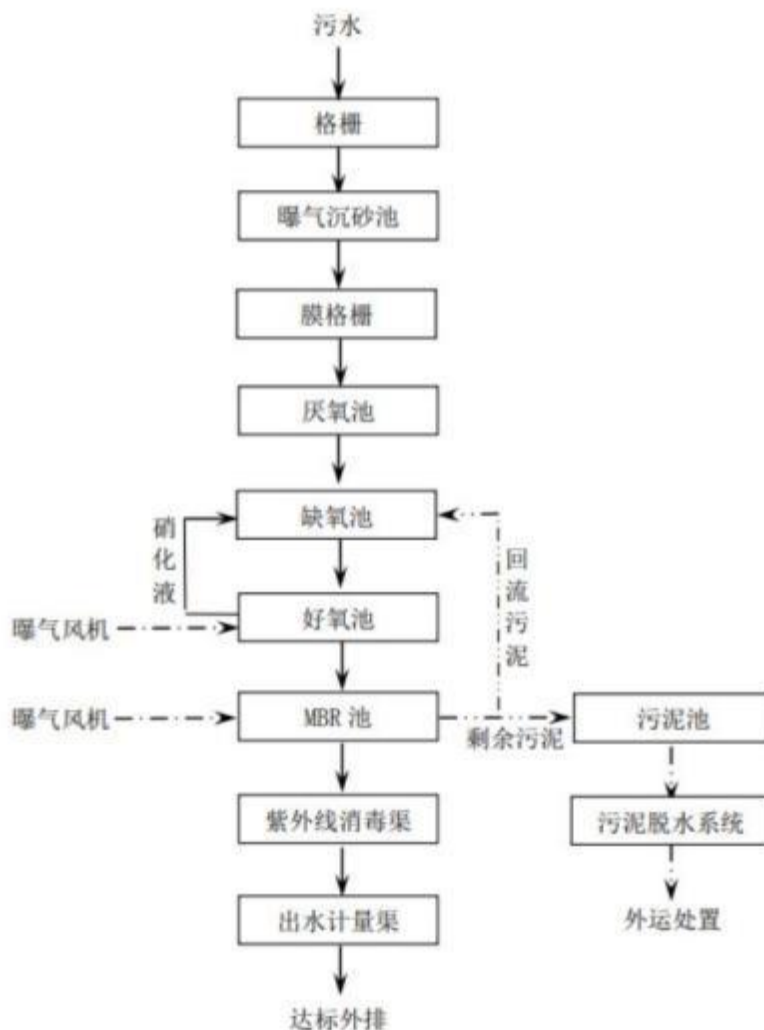 污水
格栅
曝气沉砂池
膜格栅
厌氧池
缺氧池
硝化液
回流污泥
好氧池
曝气风机
曝气风机
MBR 池
剩余污泥
污泥池
紫外线消毒渠
污泥脱水系统
出水计量渠
外运处置
达标外排